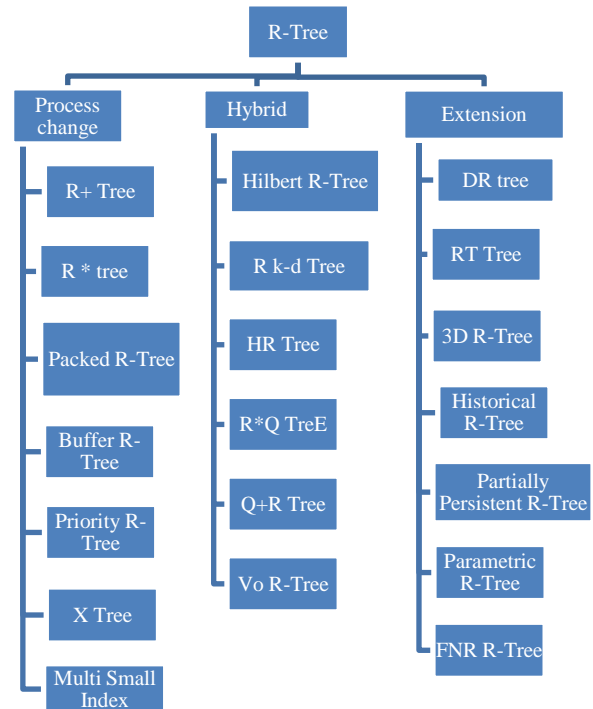 R-Tree
Process
change
R+ Tree
R * tree
Packed R-Tree
Buffer R-
Tree
Priority R-
Tree
X Tree
Multi Small
Index
Hybrid
Hilbert R-Tree
R k-d Tree
HR Tree
R*Q TreE
Q+R Tree
Vo R-Tree
Extension
DR tree
RT Tree
3D R-Tree
Historical
R-Tree
Partially
Persistent R-Tree
Parametric
R-Tree
FNR R-Tree